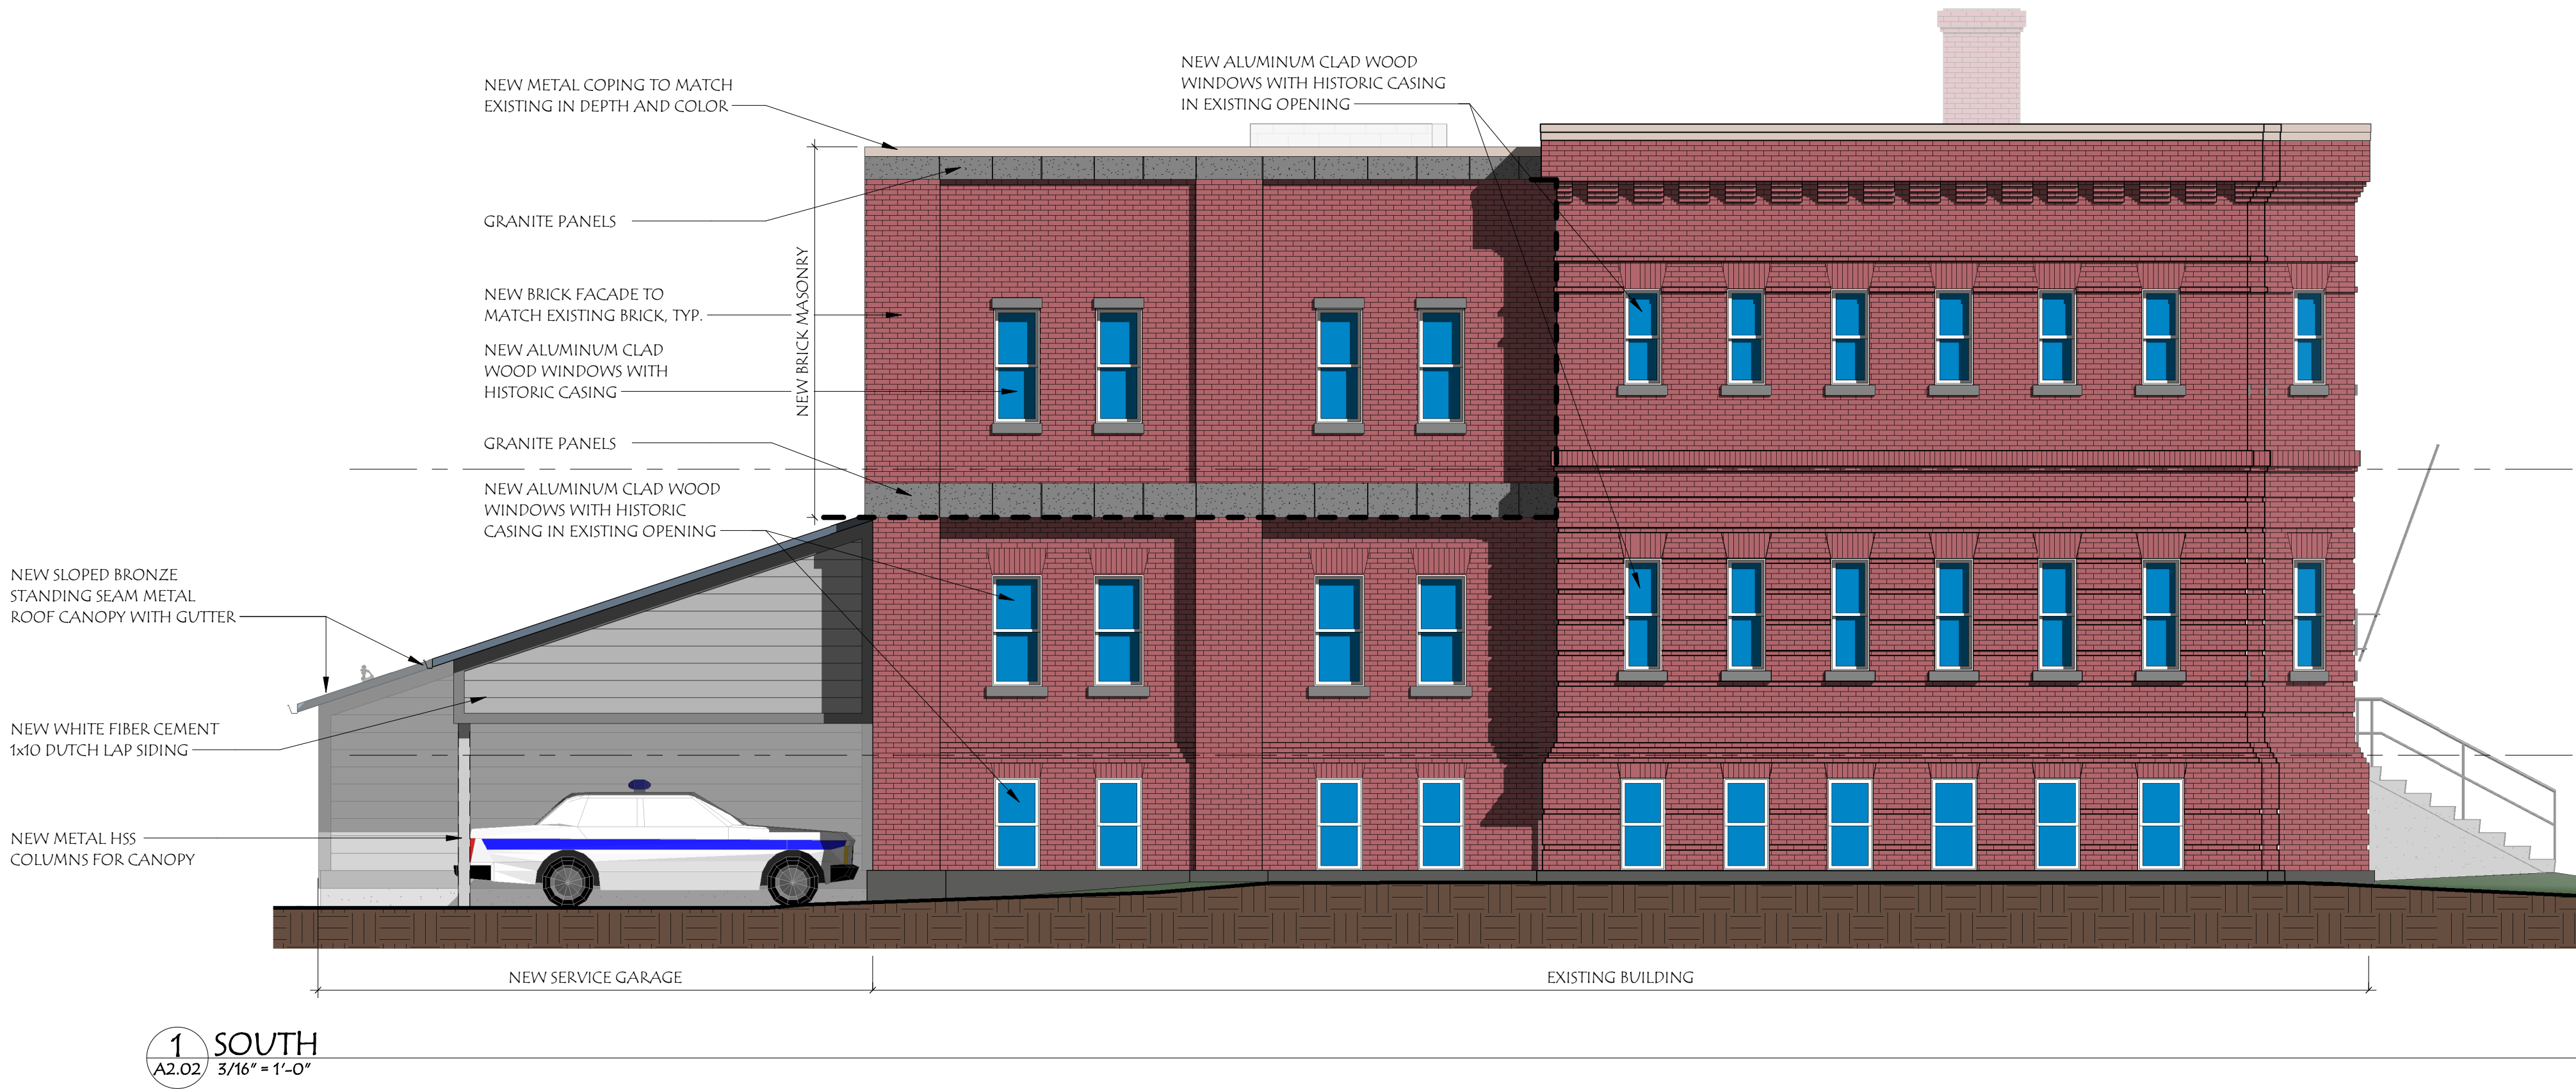 NEW METAL COPING TO MATCH
EXISTING IN DEPTH AND COLOR
NEW ALUMINUM CLAD WOOD
WINDOWS WITH HISTORIC CASING
IN EXISTING OPENING
GRANITE PANELS
NEW BRICK FACADE TO
MATCH EXISTING BRICK, TYP.
NEW ALUMINUM CLAD
WOOD WINDOWS WITH
HISTORIC CASING
NEW BRICK MASONRY
GRANITE PANELS
NEW ALUMINUM CLAD WOOD
WINDOWS WITH HISTORIC
CASING IN EXISTING OPENING
NEW SLOPED BRONZE
STANDING SEAM METAL
ROOF CANOPY WITH GUTTER
NEW WHITE FIBER CEMENT
1x10 DUTCH LAP SIDING
NEW METAL HSS
COLUMNS FOR CANOPY
NEW SERVICE GARAGE
EXISTING BUILDING
1 SOUTH
A2.02 3/16" = 1'-0"